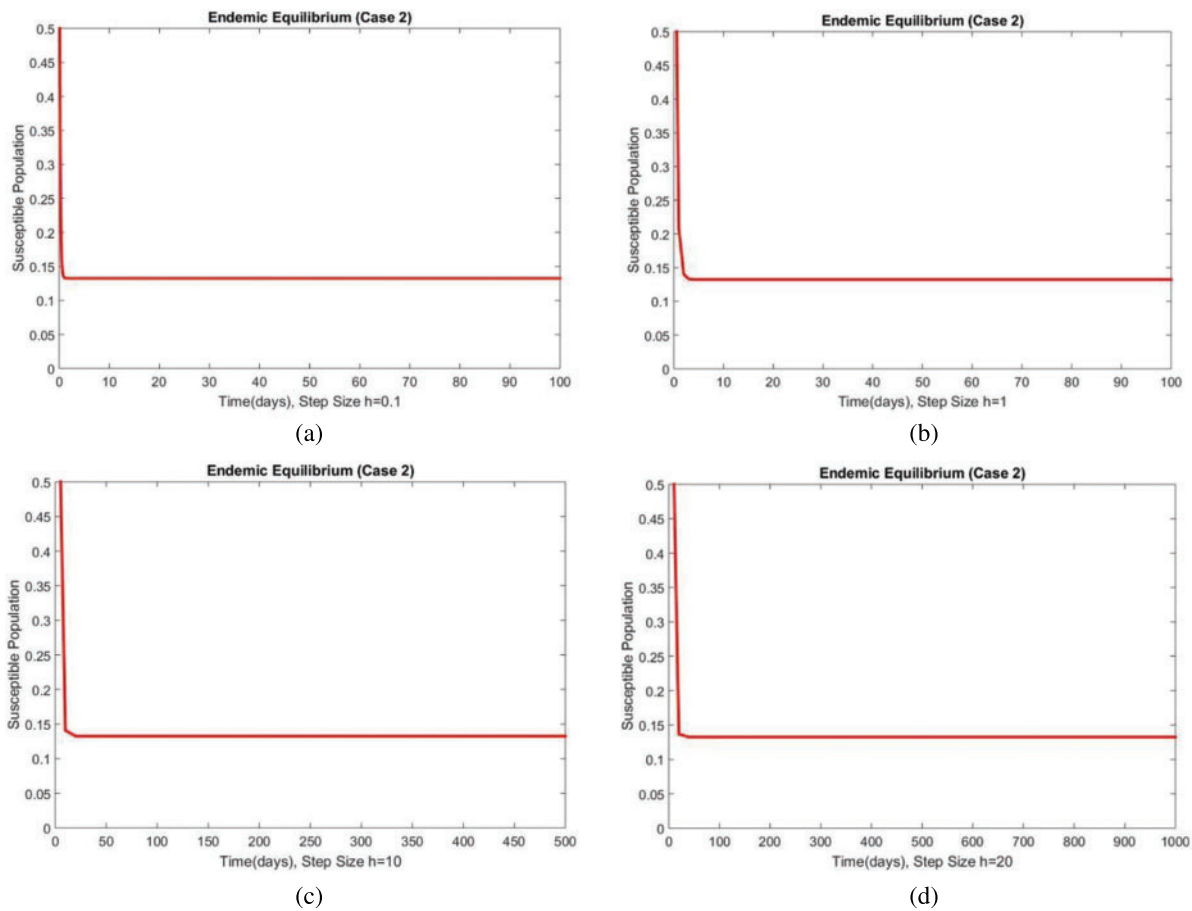 Endemic Equilibrium (Case 2)
0.5
0.45
0.4
0.35
0.3
0.25
0.2
0.15
0.1
0.05
0
Susceptible Population
0 10 20 30 40 50 60 70 80 90 100
Time(days), Step Size h=0.1
(a)
Endemic Equilibrium (Case 2)
0.5
0.45
0.4
0.35
0.3
0.25
0.2
0.15
0.1
0.05
0
Susceptible Population
0 10 20 30 40 50 60 70 80 90 100
Time(days), Step Size h=1
(b)
Endemic Equilibrium (Case 2)
0.5
0.45
0.4
0.35
0.3
0.25
0.2
0.15
0.1
0.05
0
Susceptible Population
0 50 100 150 200 250 300 350 400 450 500
Time(days), Step Size h=10
(c)
Endemic Equilibrium (Case 2)
0.5
0.45
0.4
0.35
0.3
0.25
0.2
0.15
0.1
0.05
0
Susceptible Population
0 100 200 300 400 500 600 700 800 900 1000
Time(days), Step Size h=20
(d)